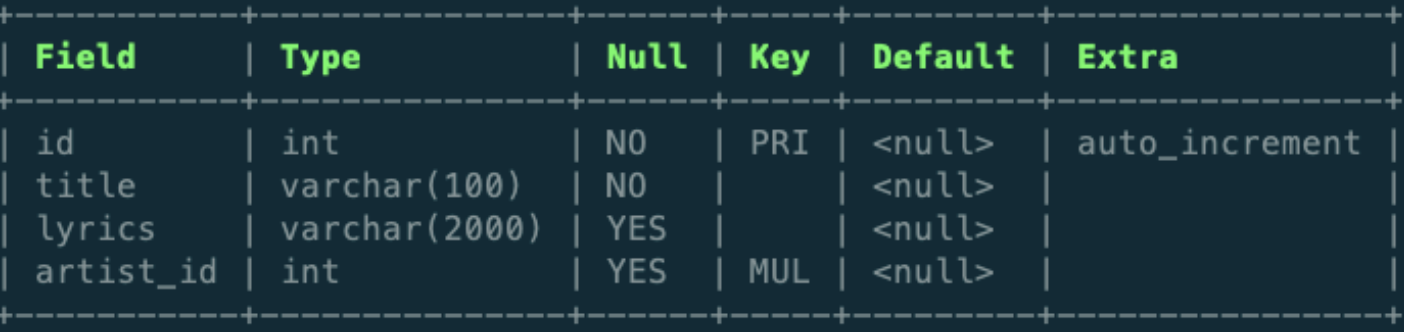 +------------+---------------+------+-----+---------+----------------+
| Field      | Type          | Null | Key | Default | Extra          |
+------------+---------------+------+-----+---------+----------------+
| id         | int           | NO   | PRI | <null>  | auto_increment |
| title      | varchar(100)  | NO   |     | <null>  |                |
| lyrics     | varchar(2000) | YES  |     | <null>  |                |
| artist_id  | int           | YES  | MUL | <null>  |                |
+------------+---------------+------+-----+---------+----------------+